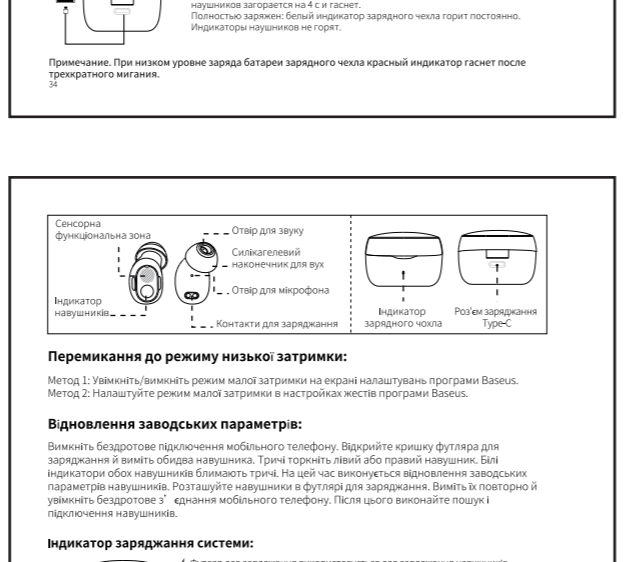 наушников загорается на 4 с и гаснет.
Полностью заряжен: белый индикатор зарядного чехла горит постоянно.
Индикаторы наушников не горят.
Примечание. При низком уровне заряда батареи зарядного чехла красный индикатор гаснет после
трехкратного мигания.
34
Сенсорна
функціональна зона
Індикатор
навушників
Отвір для звуку
Силікагелевий
наконечник для вух
Отвір для мікрофона
Контакти для заряджання
Індикатор
зарядного чохла
Роз'єм заряджання
Type-C
Перемикання до режиму низької затримки:
Метод 1: Увімкніть/вимкніть режим малої затримки на екрані налаштувань програми Baseus.
Метод 2: Налаштуйте режим малої затримки в настройках жестів програми Baseus.
Відновлення заводських параметрів:
Вимкніть бездротове підключення мобільного телефону. Відкрийте кришку футляра для
заряджання й виміть обидва навушника. Тричі торкніть лівий або правий навушник. Білі
індикатори обох навушників блимають тричі. На цей час виконується відновлення заводських
параметрів навушників. Розташуйте навушники в футлярі для заряджання. Виміть їх повторно й
увімкніть бездротове з’ єднання мобільного телефону. Після цього виконайте пошук і
підключення навушників.
Індикатор заряджання системи: